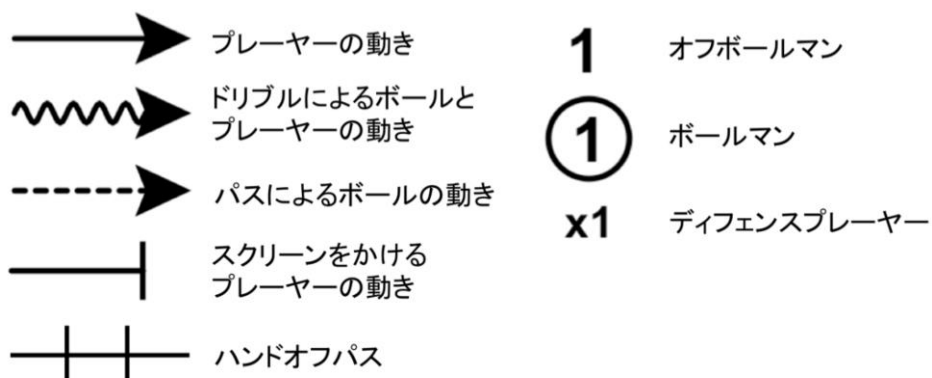 プレーヤーの動き
ドリブルによるボールと
プレーヤーの動き
パスによるボールの動き
スクリーンをかける
プレーヤーの動き
ハンドオフパス
1 オフボールマン
1 ボールマン
x1 ディフェンスプレーヤー